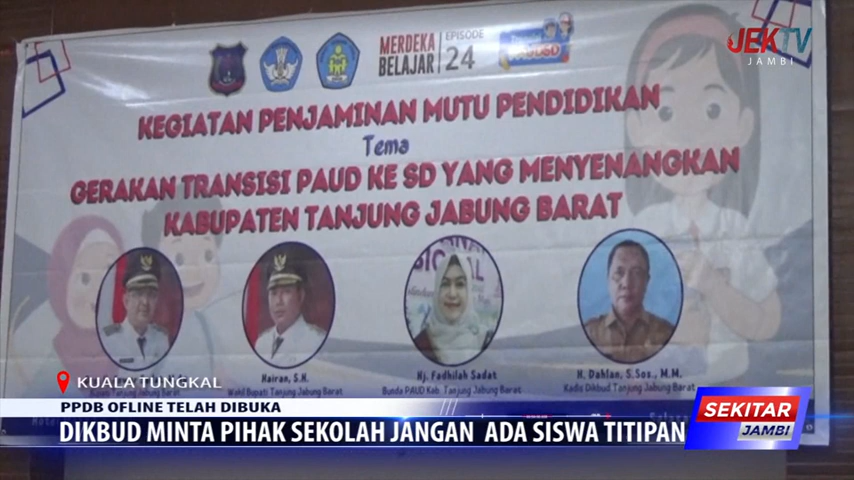 JEKTV
JAMBI
MERDEKA
BELAJAR
EPISODE
24
KEGIATAN PENJAMINAN MUTU PENDIDIKAN
Tema
GERAKAN TRANSISI PAUD KE SD YANG MENYENANGKAN
KABUPATEN TANJUNG JABUNG BARAT
Hairan, S.H.
Wakil Bupati Tanjung Jabung Barat
Hj. Fadhilah Sadat
Bunda PAUD Kab. Tanjung Jabung Barat
H. Dahlan, S.Sos., M.M.
Kadis Dikbud Tanjung Jabung Barat
KUALA TUNGKAL
PPDB OFLINE TELAH DIBUKA
DIKBUD MINTA PIHAK SEKOLAH JANGAN ADA SISWA TITIPAN
SEKITAR
JAMBI